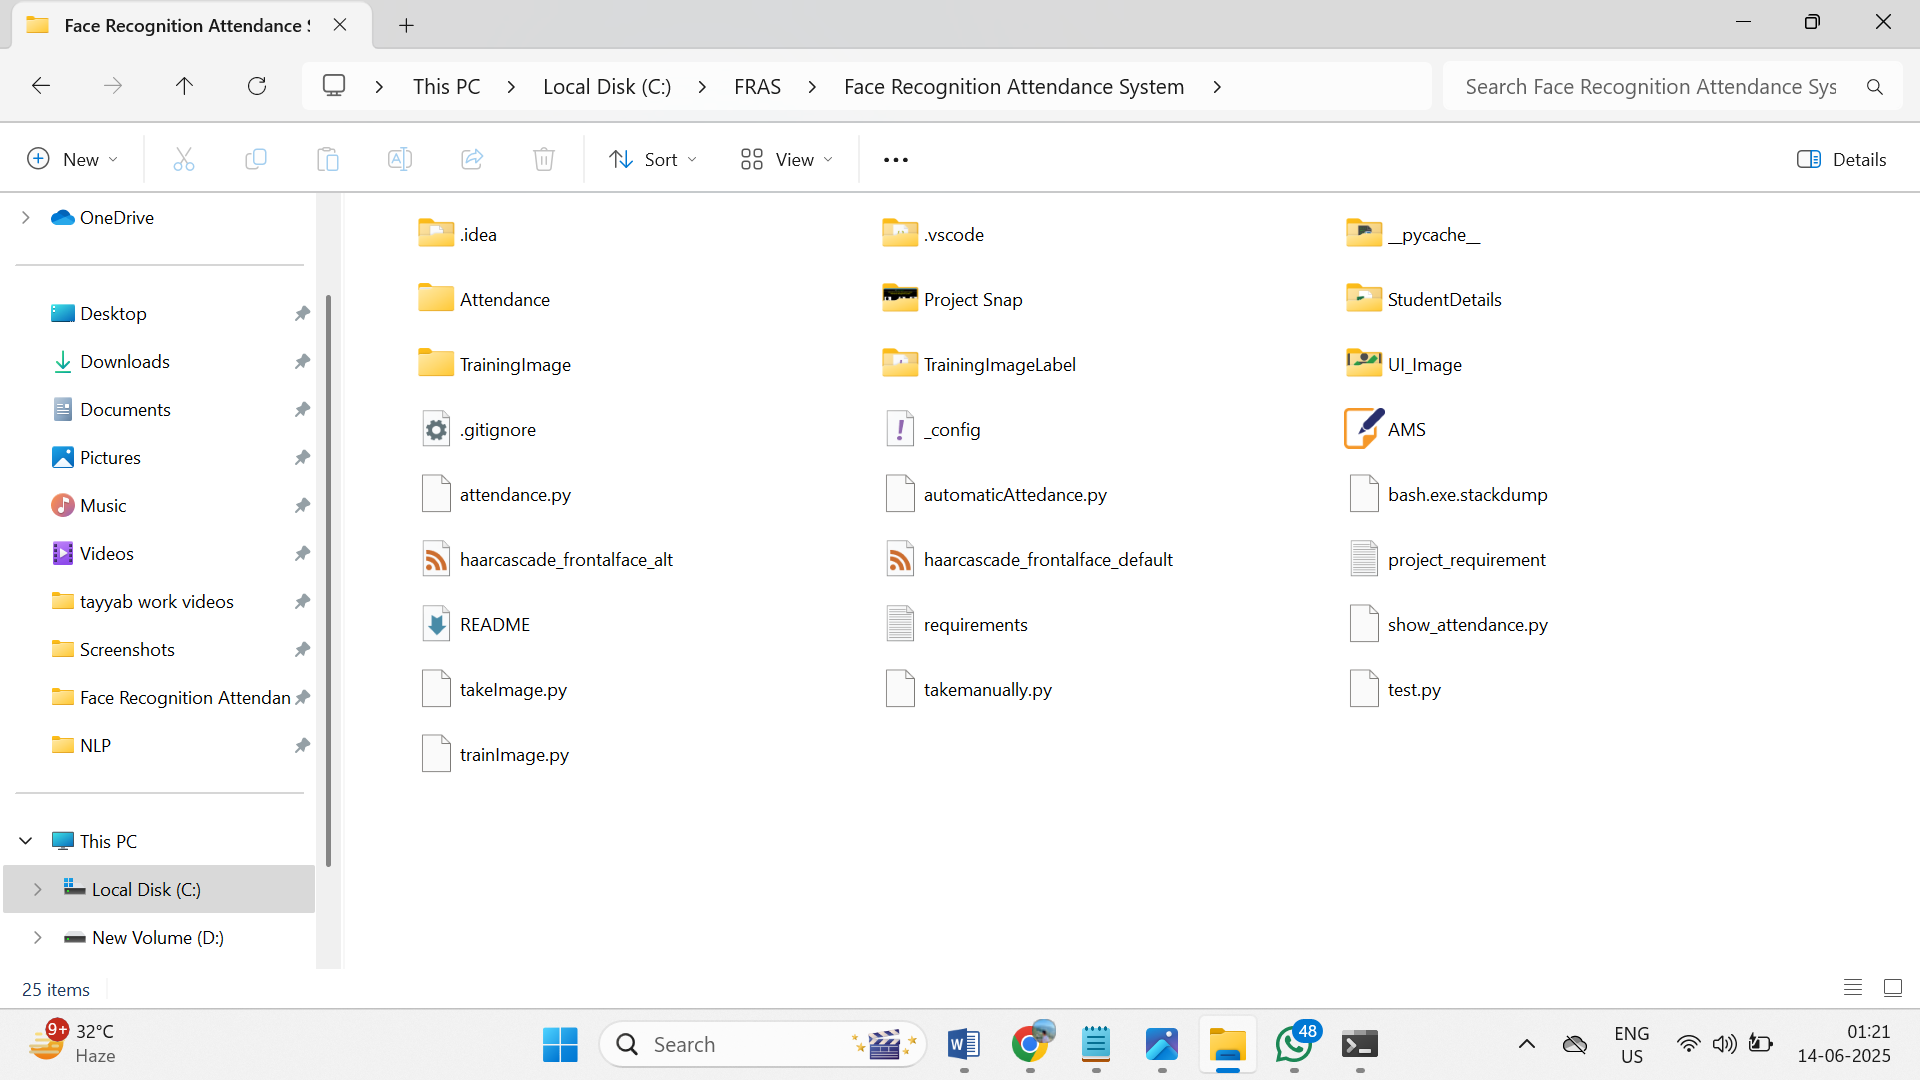 Face Recognition Attendance S
This PC
Local Disk (C:)
FRAS
Face Recognition Attendance System
Search Face Recognition Attendance Sys
New
Sort
View
Details
OneDrive
Desktop
Downloads
Documents
Pictures
Music
Videos
tayyab work videos
Screenshots
Face Recognition Attendan
NLP
This PC
Local Disk (C:)
New Volume (D:)
.idea
.vscode
__pycache__
Attendance
Project Snap
StudentDetails
TrainingImage
TrainingImageLabel
UI_Image
.gitignore
_config
AMS
attendance.py
automaticAttedance.py
bash.exe.stackdump
haarcascade_frontalface_alt
haarcascade_frontalface_default
project_requirement
README
requirements
show_attendance.py
takeImage.py
takemanually.py
test.py
trainImage.py
25 items
9+
32°C
Haze
Search
48
ENG
US
01:21
14-06-2025